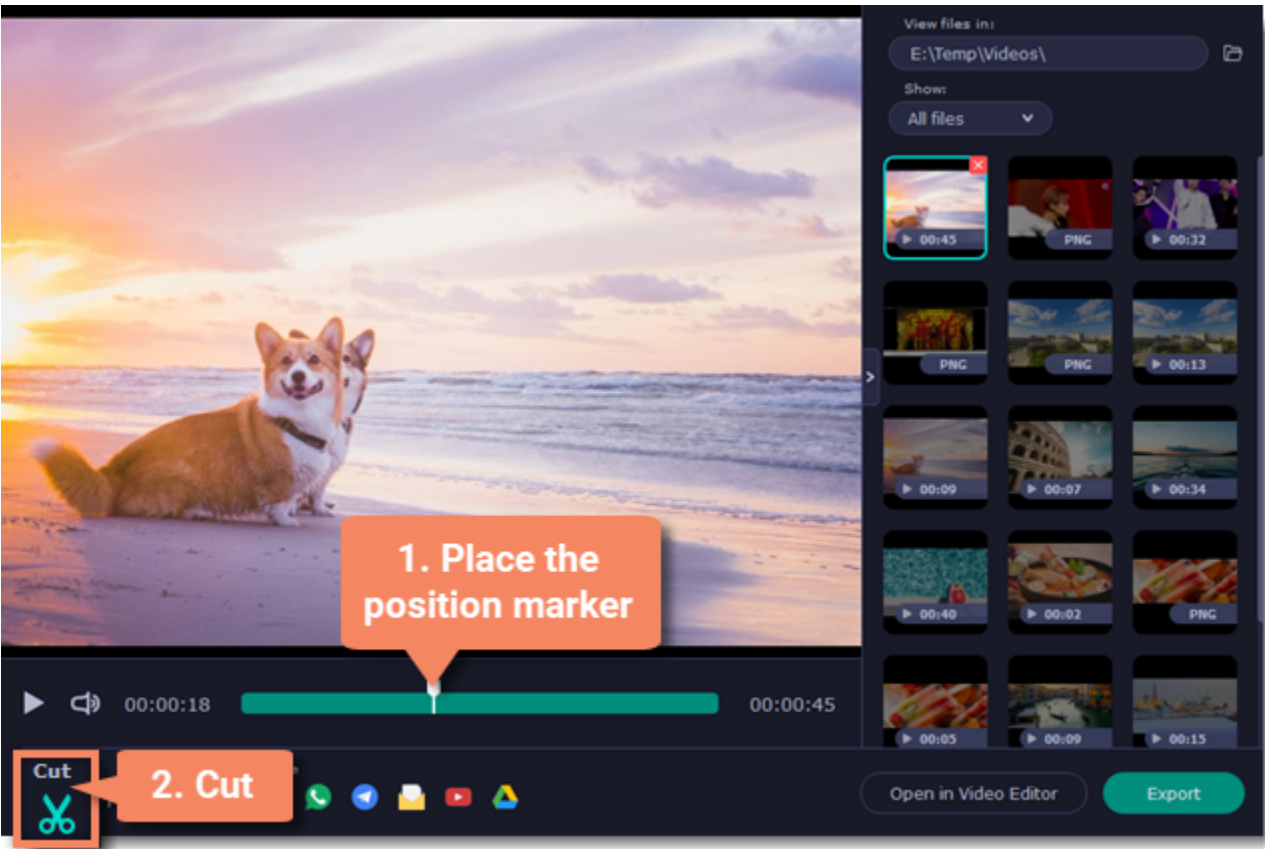 View files in:
E:\Temp\Videos\
Show:
All files
00:45
PNG
00:32
PNG
PNG
00:13
00:09
00:07
00:34
00:40
00:02
PNG
00:05
00:09
00:15
1. Place the
position marker
00:00:18
00:00:45
Cut
2. Cut
Open in Video Editor
Export